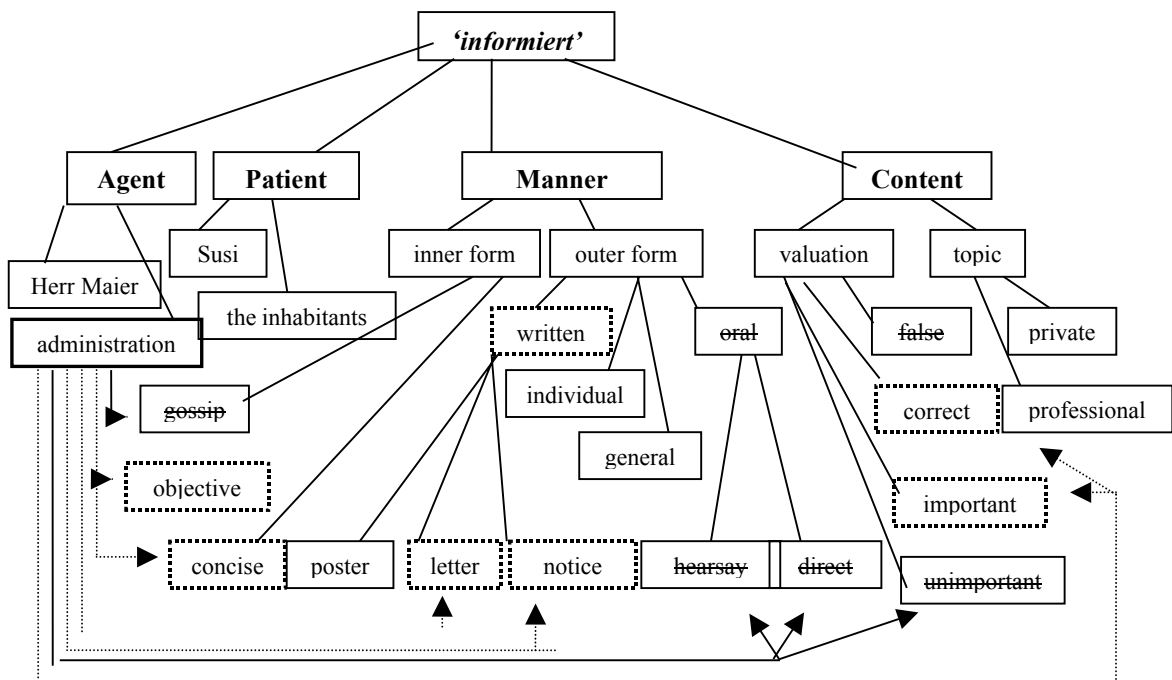 ‘informiert’
Agent
Patient
Manner
Content
Susi
inner form
outer form
valuation
topic
Herr Maier
the inhabitants
administration
written
oral
false
private
gossip
individual
correct
professional
general
objective
important
concise
poster
letter
notice
hearsay
direct
unimportant